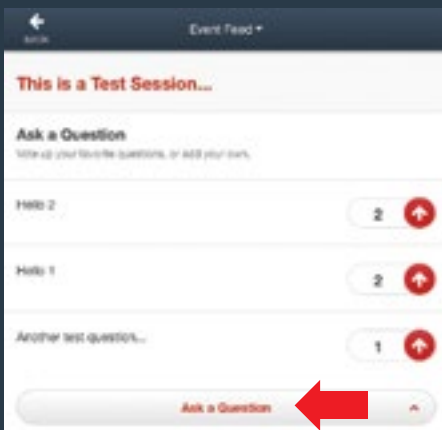 BACK
Event Feed
This is a Test Session...
Ask a Question
Vote up your favorite questions, or add your own.
Hello 2
2
Hello 1
2
Another test question...
1
Ask a Question